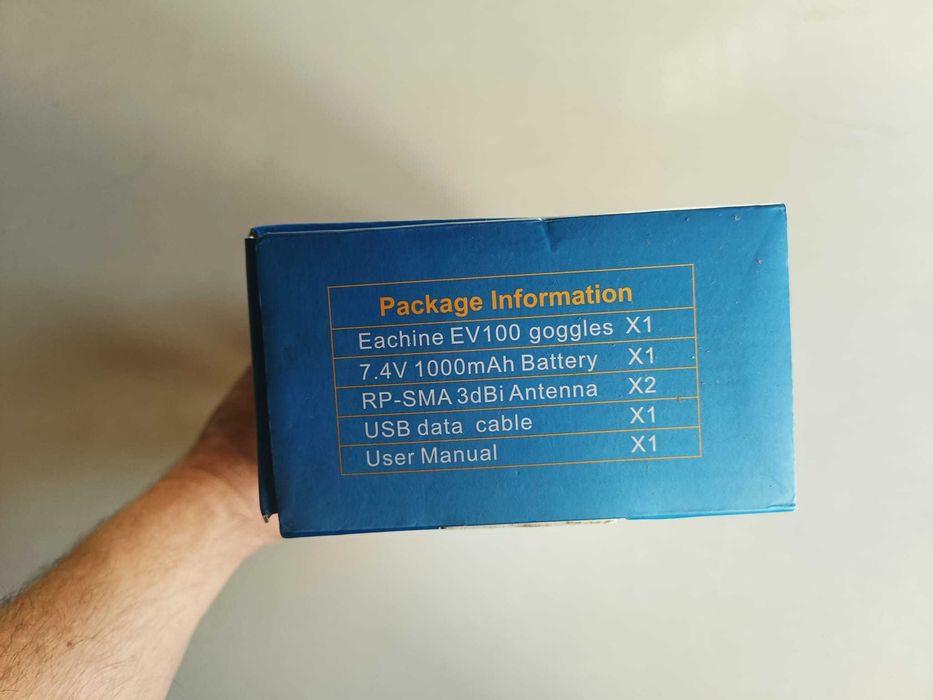 Package Information
Eachine EV100 goggles X1
7.4V 1000mAh Battery X1
RP-SMA 3dBi Antenna X2
USB data cable X1
User Manual X1